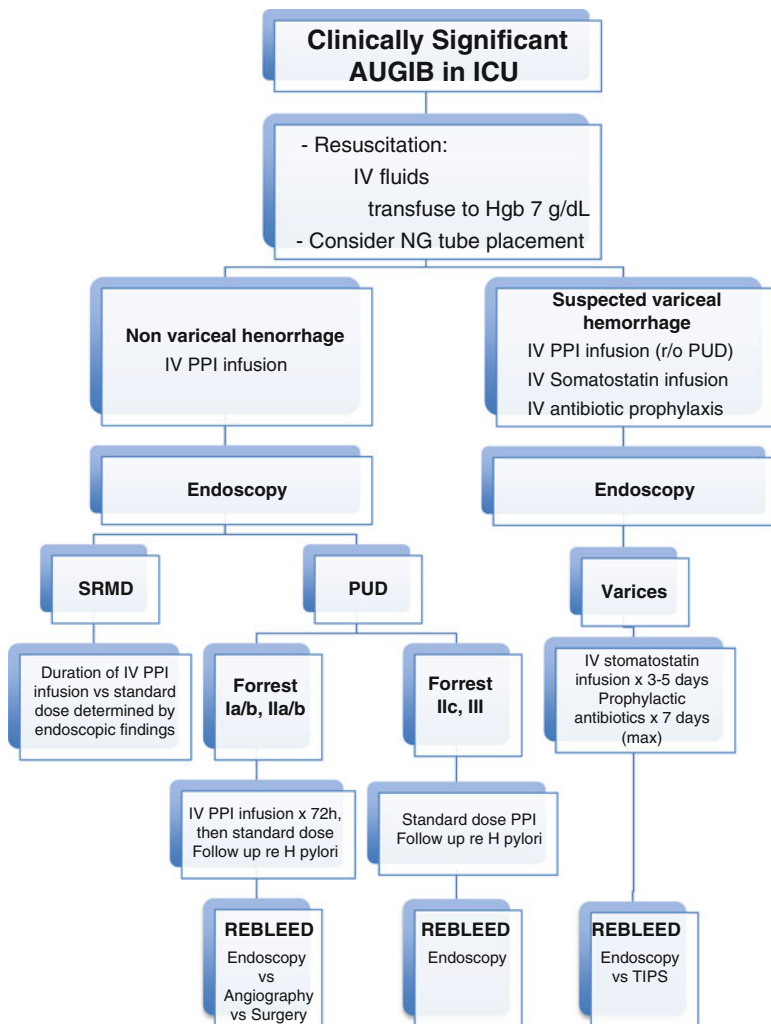 Clinically Significant
AUGIB in ICU
- Resuscitation:
IV fluids
transfuse to Hgb 7 g/dL
- Consider NG tube placement
Non variceal henorrhage
IV PPI infusion
Suspected variceal
hemorrhage
IV PPI infusion (r/o PUD)
IV Somatostatin infusion
IV antibiotic prophylaxis
Endoscopy
Endoscopy
SRMD
PUD
Varices
Duration of IV PPI
infusion vs standard
dose determined by
endoscopic findings
Forrest
Ia/b, IIa/b
Forrest
IIc, III
IV stomatostatin
infusion x 3-5 days
Prophylactic
antibiotics x 7 days
(max)
IV PPI infusion x 72h,
then standard dose
Follow up re H pylori
Standard dose PPI
Follow up re H pylori
REBLEED
Endoscopy
vs
Angiography
vs Surgery
REBLEED
Endoscopy
REBLEED
Endoscopy
vs TIPS